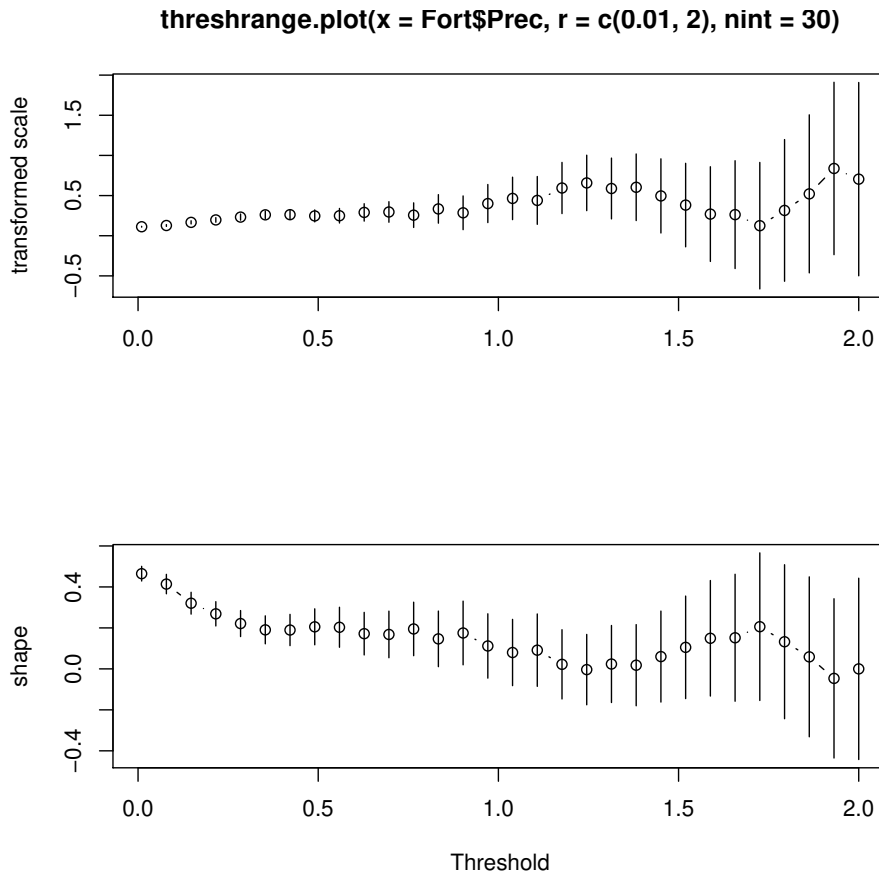 threshrange.plot(x = Fort$Prec, r = c(0.01, 2), nint = 30)
transformed scale
1.5
0.5
−0.5
0.0 0.5 1.0 1.5 2.0
shape
0.4
0.0
−0.4
0.0 0.5 1.0 1.5 2.0
Threshold